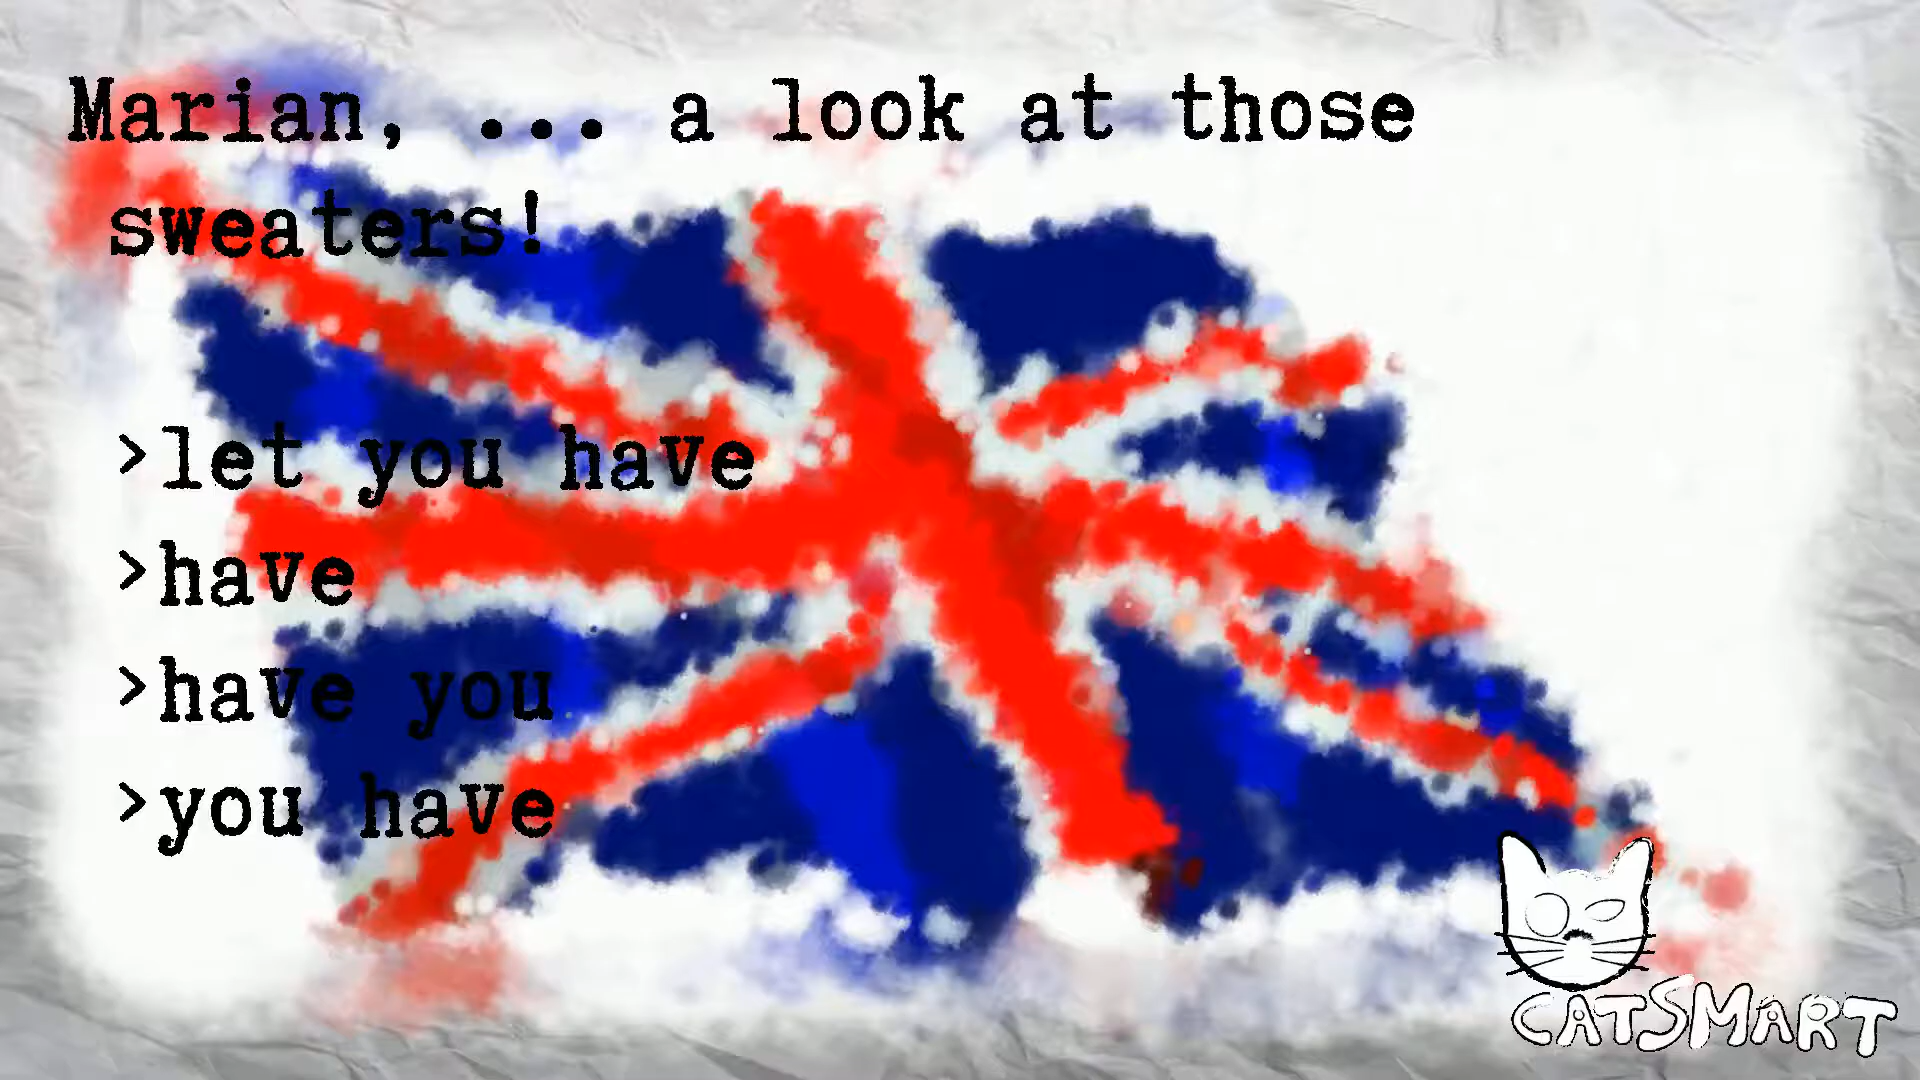 Marian, ... a look at those
sweaters!
>let you have
>have
>have you
>you have
CATSMART